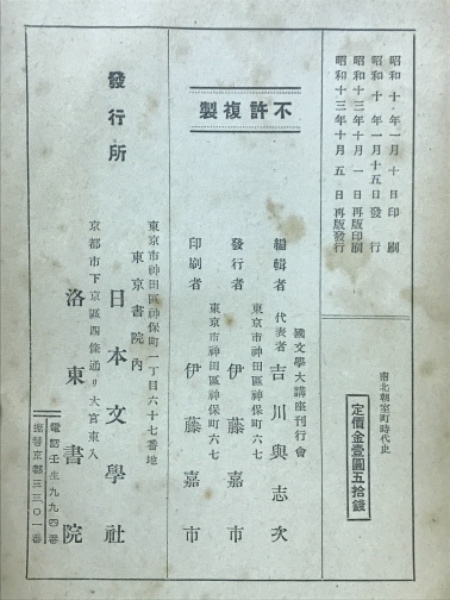 昭和十年一月十日印刷
昭和十年一月十五日發行
昭和十三年十月一日再版印刷
昭和十三年十月五日再版發行
南北朝室町時代史
定價金壹圓五拾錢
不許複製
國文學大講座刊行會
編輯者 代表者 吉川與志次
東京市神田區神保町六七
發行者 伊藤嘉市
東京市神田區神保町六七
印刷者 伊藤嘉市
發行所
東京市神田區神保町一丁目六十七番地
東京書院內
日本文學社
京都市下京區四條通リ大宮東入
洛東書院
電話壬生九九四番
振替京都三三〇一番